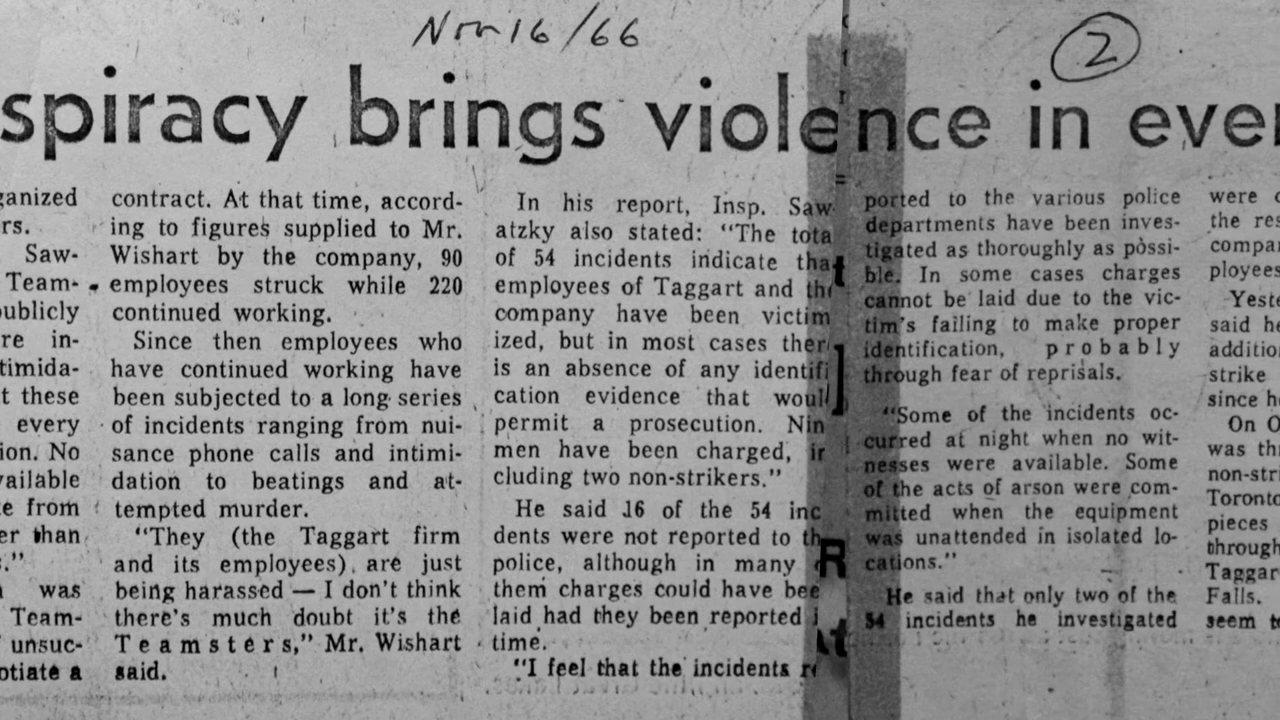 Nov 16/66
2
spiracy brings violence in ever
ganized
rs.
Saw-
Team-
publicly
re in-
timida-
t these
every
ion. No
vailable
e from
er than
s."
was
Team-
unsuc-
otiate a
contract. At that time, accord-
ing to figures supplied to Mr.
Wishart by the company, 90
employees struck while 220
continued working.
Since then employees who
have continued working have
been subjected to a long series
of incidents ranging from nui-
sance phone calls and intimi-
dation to beatings and at-
tempted murder.
"They (the Taggart firm
and its employees) are just
being harassed — I don't think
there's much doubt it's the
Teamsters," Mr. Wishart
said.
In his report, Insp. Saw
atzky also stated: "The tota
of 54 incidents indicate that
employees of Taggart and the
company have been victim
ized, but in most cases ther
is an absence of any identifi
cation evidence that woul
permit a prosecution. Nin
men have been charged, in
cluding two non-strikers."
He said 16 of the 54 inc
dents were not reported to th
police, although in many
them charges could have bee
laid had they been reported i
time.
"I feel that the incidents re
ported to the various police
departments have been inves-
tigated as thoroughly as possi-
ble. In some cases charges
cannot be laid due to the vic-
tim's failing to make proper
identification, probably
through fear of reprisals.
"Some of the incidents oc-
curred at night when no wit-
nesses were available. Some
of the acts of arson were com-
mitted when the equipment
was unattended in isolated lo-
cations."
He said that only two of the
54 incidents he investigated
were c
the res
compa
ployees
Yeste
said he
additio
strike
since he
On O
was th
non-stri
Toronto
pieces
through
Taggar
Falls.
seem to